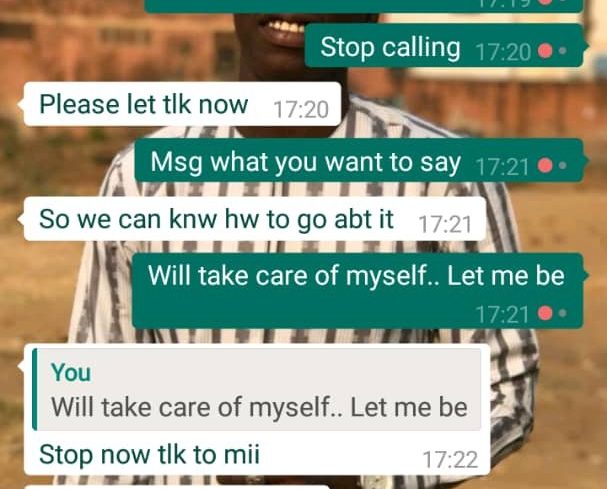 Stop calling 17:20
Please let tlk now 17:20
Msg what you want to say 17:21
So we can knw hw to go abt it 17:21
Will take care of myself.. Let me be
17:21
You
Will take care of myself.. Let me be
Stop now tlk to mii 17:22